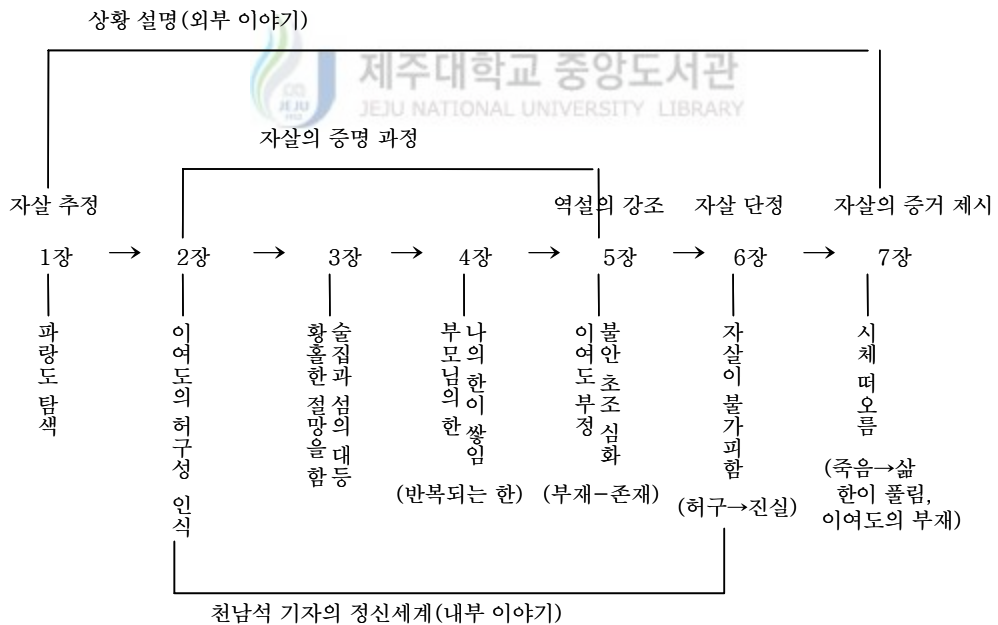 상황 설명(외부 이야기)
제주대학교 중앙도서관
JEJU NATIONAL UNIVERSITY LIBRARY
JEJU
1952
자살의 증명 과정
자살 추정
역설의 강조
자살 단정
자살의 증거 제시
1장 → 2장 → 3장 → 4장 → 5장 → 6장 → 7장
파랑도 탐색
이여도의 허구성 인식
술집과 섬의 대등
황홀한 절망을 함
나의 한이 쌓임
부모님의 한
(반복되는 한)
불안 초조 심화
이여도 부정
(부재-존재)
자살이 불가피함
(허구→진실)
시체 떠오름
(죽음→삶
한이 풀림,
이여도의 부재)
천남석 기자의 정신세계(내부 이야기)